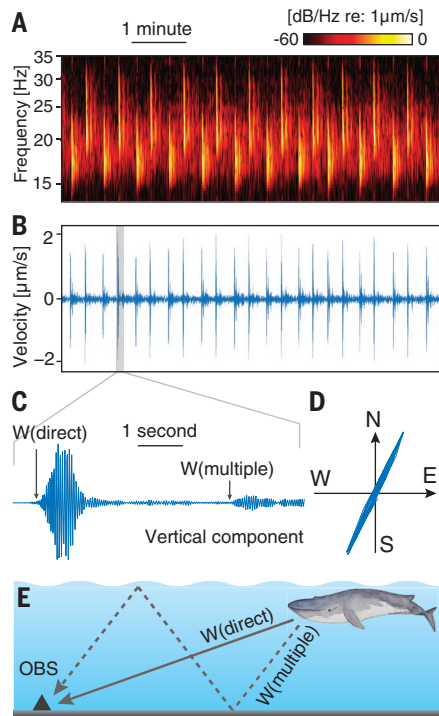 A
1 minute
[dB/Hz re: 1µm/s]
-60 0
Frequency [Hz]
35
30
25
20
15
B
Velocity [µm/s]
2
0
−2
C
W(direct)
1 second
W(multiple)
Vertical component
D
N
W E
S
E
OBS
W(direct)
W(multiple)